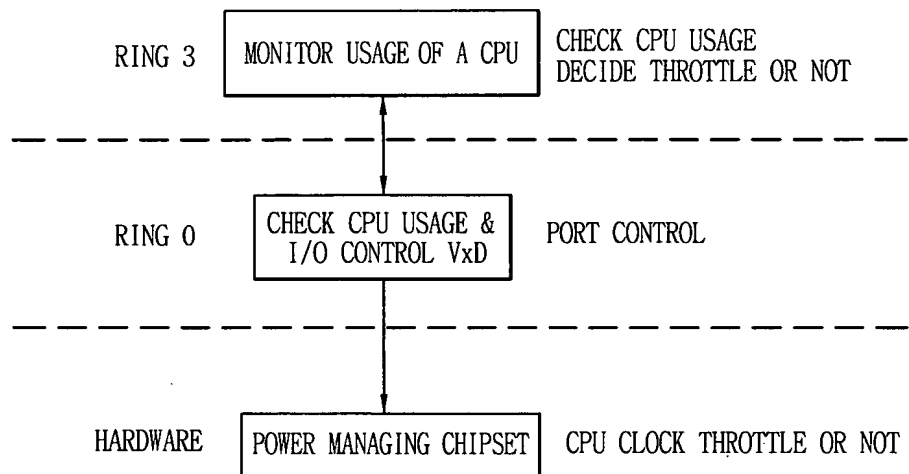 RING 3
MONITOR USAGE OF A CPU
CHECK CPU USAGE
DECIDE THROTTLE OR NOT
RING 0
CHECK CPU USAGE &
I/O CONTROL VxD
PORT CONTROL
HARDWARE
POWER MANAGING CHIPSET
CPU CLOCK THROTTLE OR NOT